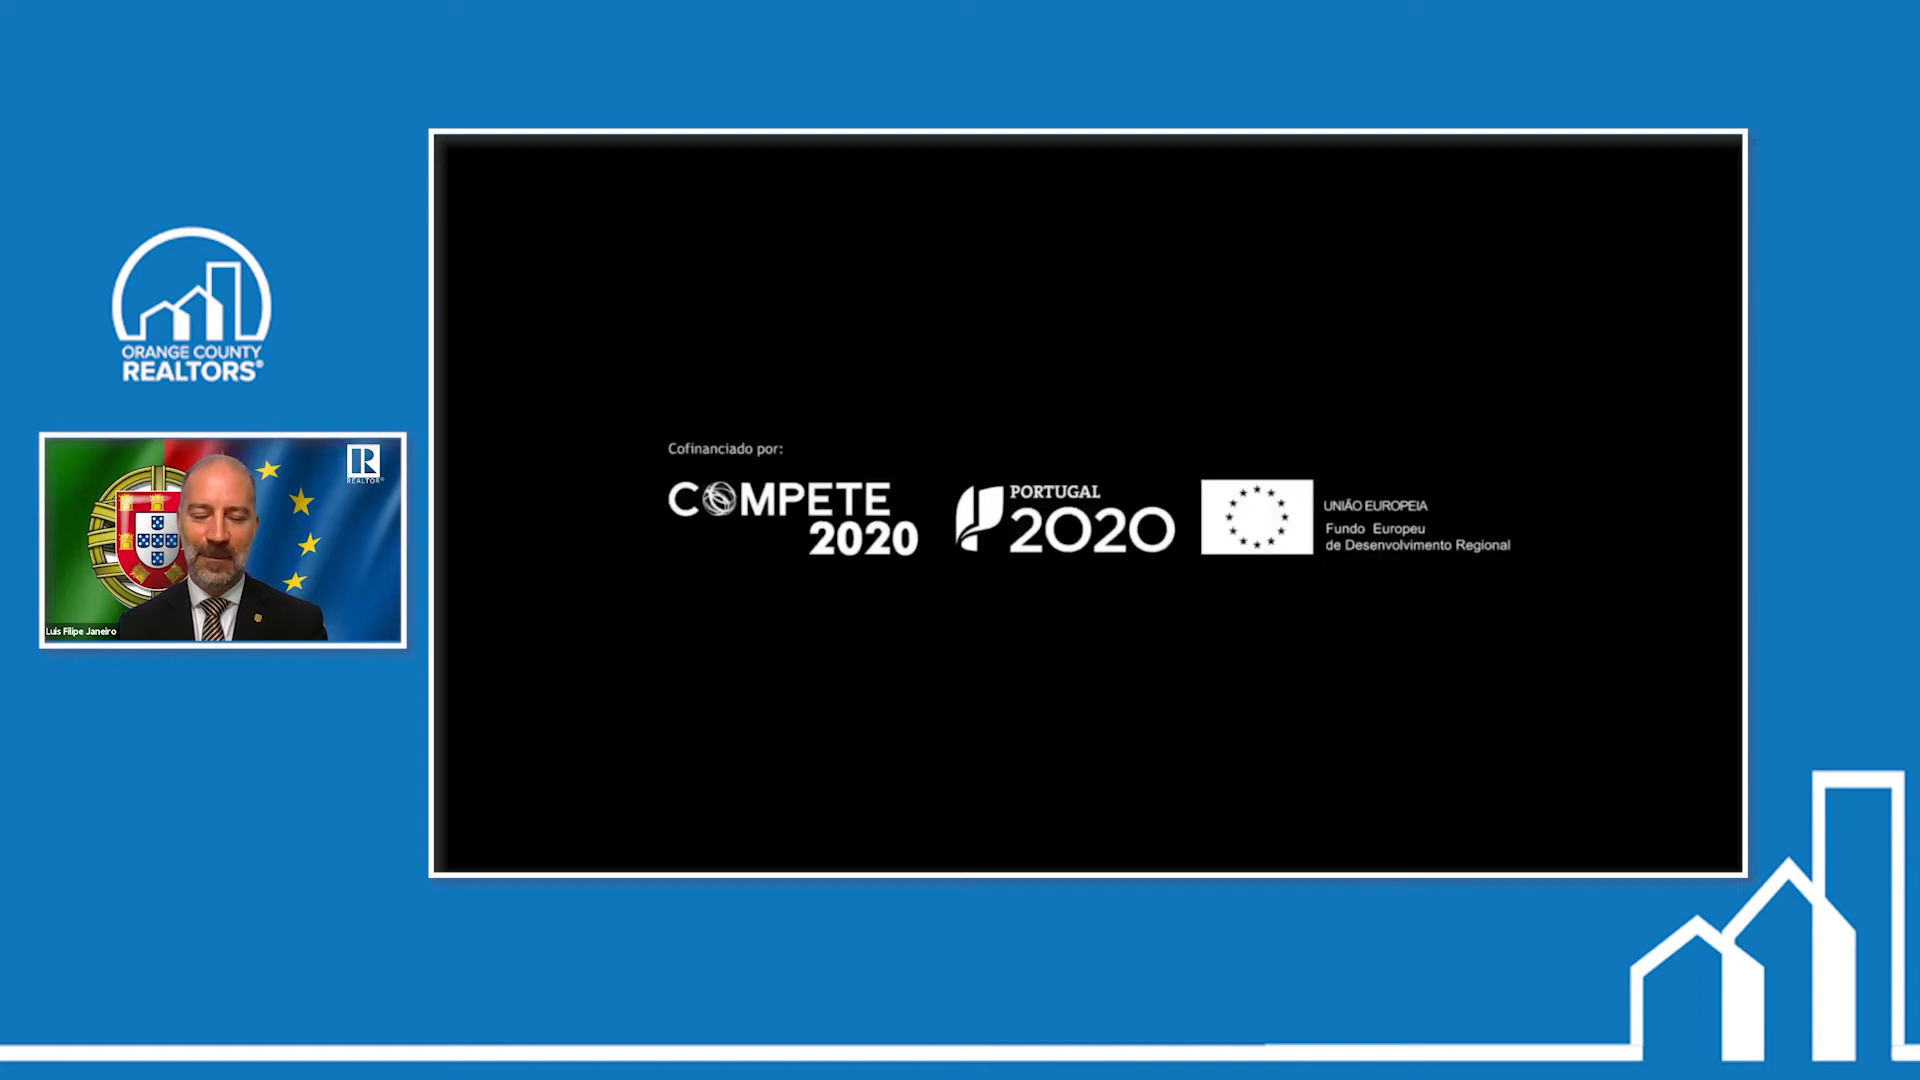 ORANGE COUNTY
REALTORS®
R
REALTOR®
Luis Filipe Janeiro
Cofinanciado por:
COMPETE
2020
PORTUGAL
2020
UNIÃO EUROPEIA
Fundo Europeu
de Desenvolvimento Regional